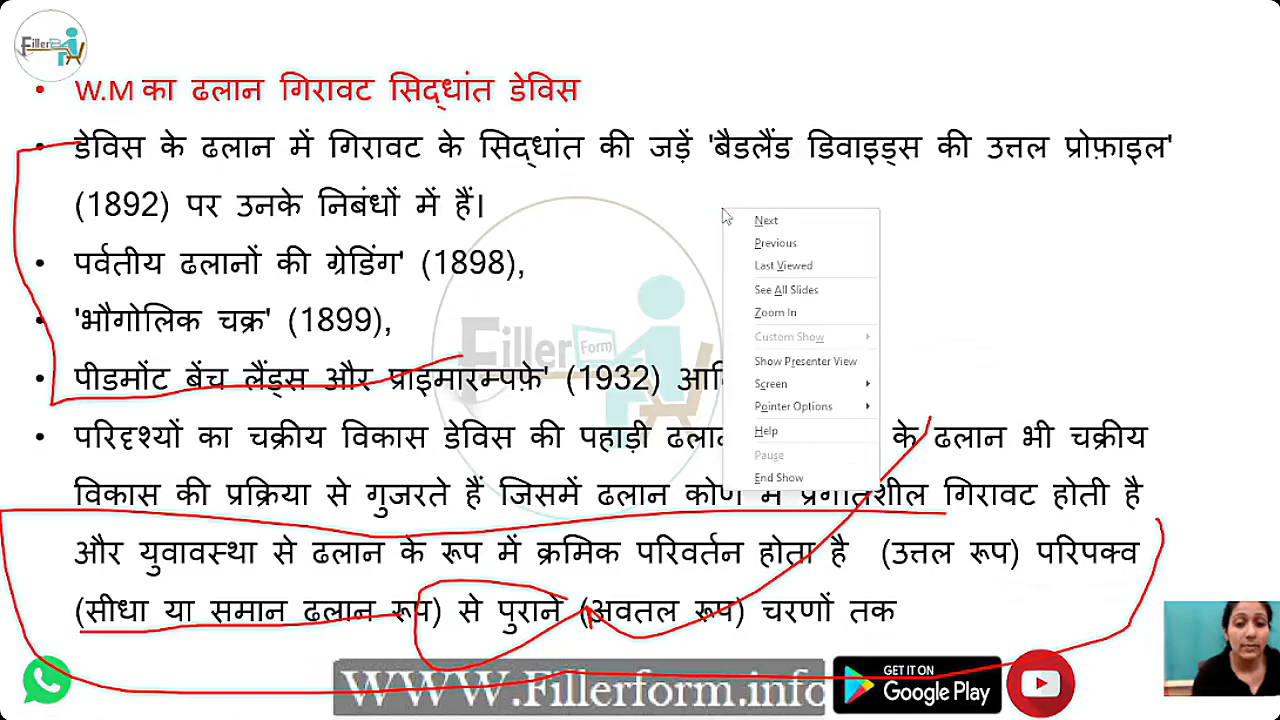 Filler
W.M का ढलान गिरावट सिद्धांत डेविस
डेविस के ढलान में गिरावट के सिद्धांत की जड़ें 'बैडलैंड डिवाइड्स की उत्तल प्रोफ़ाइल'
(1892) पर उनके निबंधों में हैं।
पर्वतीय ढलानों की ग्रेडिंग' (1898),
'भौगोलिक चक्र' (1899),
पीडमोंट बेंच लैंड्स और प्राइमारम्पफ़े' (1932)
परिदृश्यों का चक्रीय विकास डेविस की पहाड़ी के ढलान भी चक्रीय
विकास की प्रक्रिया से गुजरते हैं जिसमें ढलान कोण में प्रगतिशील गिरावट होती है
और युवावस्था से ढलान के रूप में क्रमिक परिवर्तन होता है (उत्तल रूप) परिपक्व
(सीधा या समान ढलान रूप) से पुराने (अवतल रूप) चरणों तक
Filler Form
Next
Previous
Last Viewed
See All Slides
Zoom In
Custom Show
Show Presenter View
Screen
Pointer Options
Help
Pause
End Show
WWW.Fillerform.info
GET IT ON
Google Play